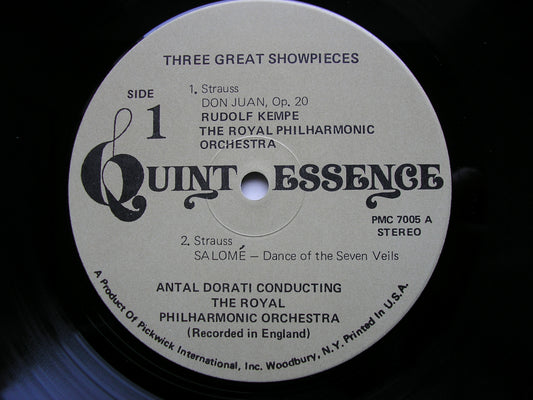 THREE GREAT SHOWPIECES
SIDE
1
1. Strauss
DON JUAN, Op. 20
RUDOLF KEMPE
THE ROYAL PHILHARMONIC
ORCHESTRA
QUINTESSENCE
PMC 7005 A
STEREO
2. Strauss
SALOMÉ – Dance of the Seven Veils
ANTAL DORATI CONDUCTING
THE ROYAL
PHILHARMONIC ORCHESTRA
(Recorded in England)
A Product Of Pickwick International, Inc. Woodbury, N.Y. Printed In U.S.A.